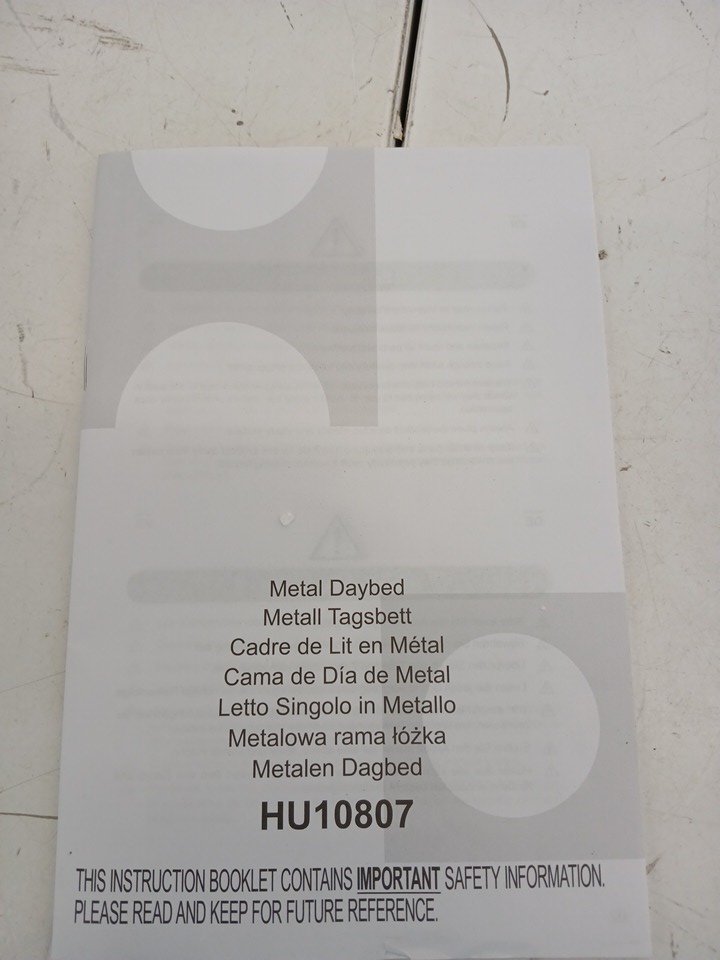 Metal Daybed
Metall Tagsbett
Cadre de Lit en Métal
Cama de Día de Metal
Letto Singolo in Metallo
Metalowa rama łóżka
Metalen Dagbed
HU10807
THIS INSTRUCTION BOOKLET CONTAINS IMPORTANT SAFETY INFORMATION.
PLEASE READ AND KEEP FOR FUTURE REFERENCE.